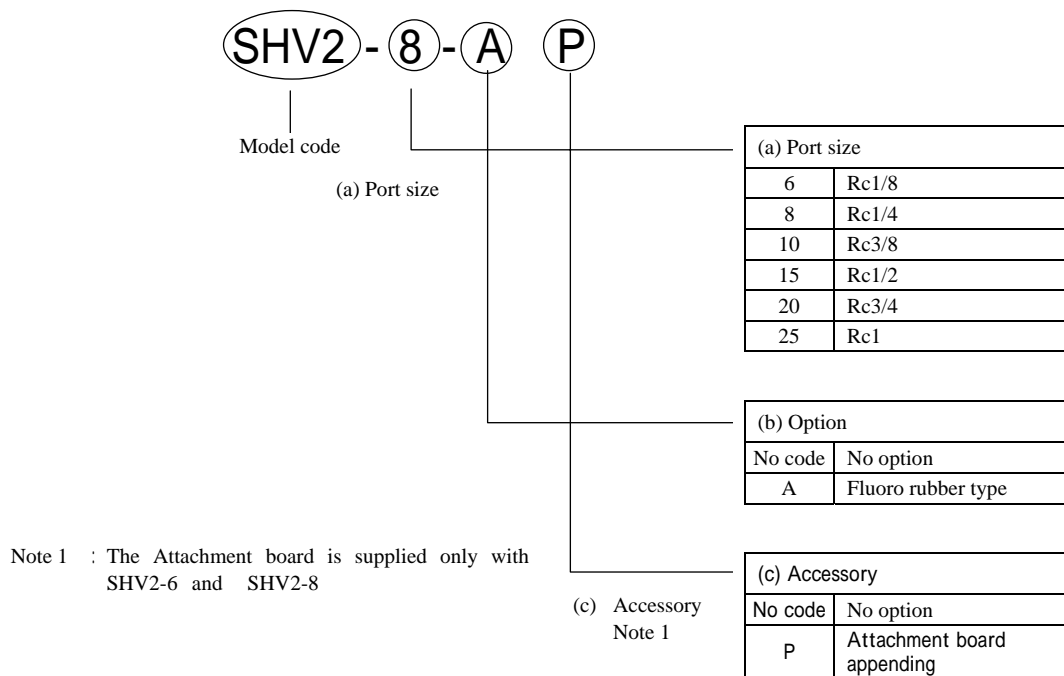 SHV2 - 8 - A P
Model code
(a) Port size
(a) Port size
6 Rc1/8
8 Rc1/4
10 Rc3/8
15 Rc1/2
20 Rc3/4
25 Rc1
(b) Option
No code No option
A Fluoro rubber type
Note 1 : The Attachment board is supplied only with
SHV2-6 and SHV2-8
(c) Accessory
Note 1
(c) Accessory
No code No option
P Attachment board
appending